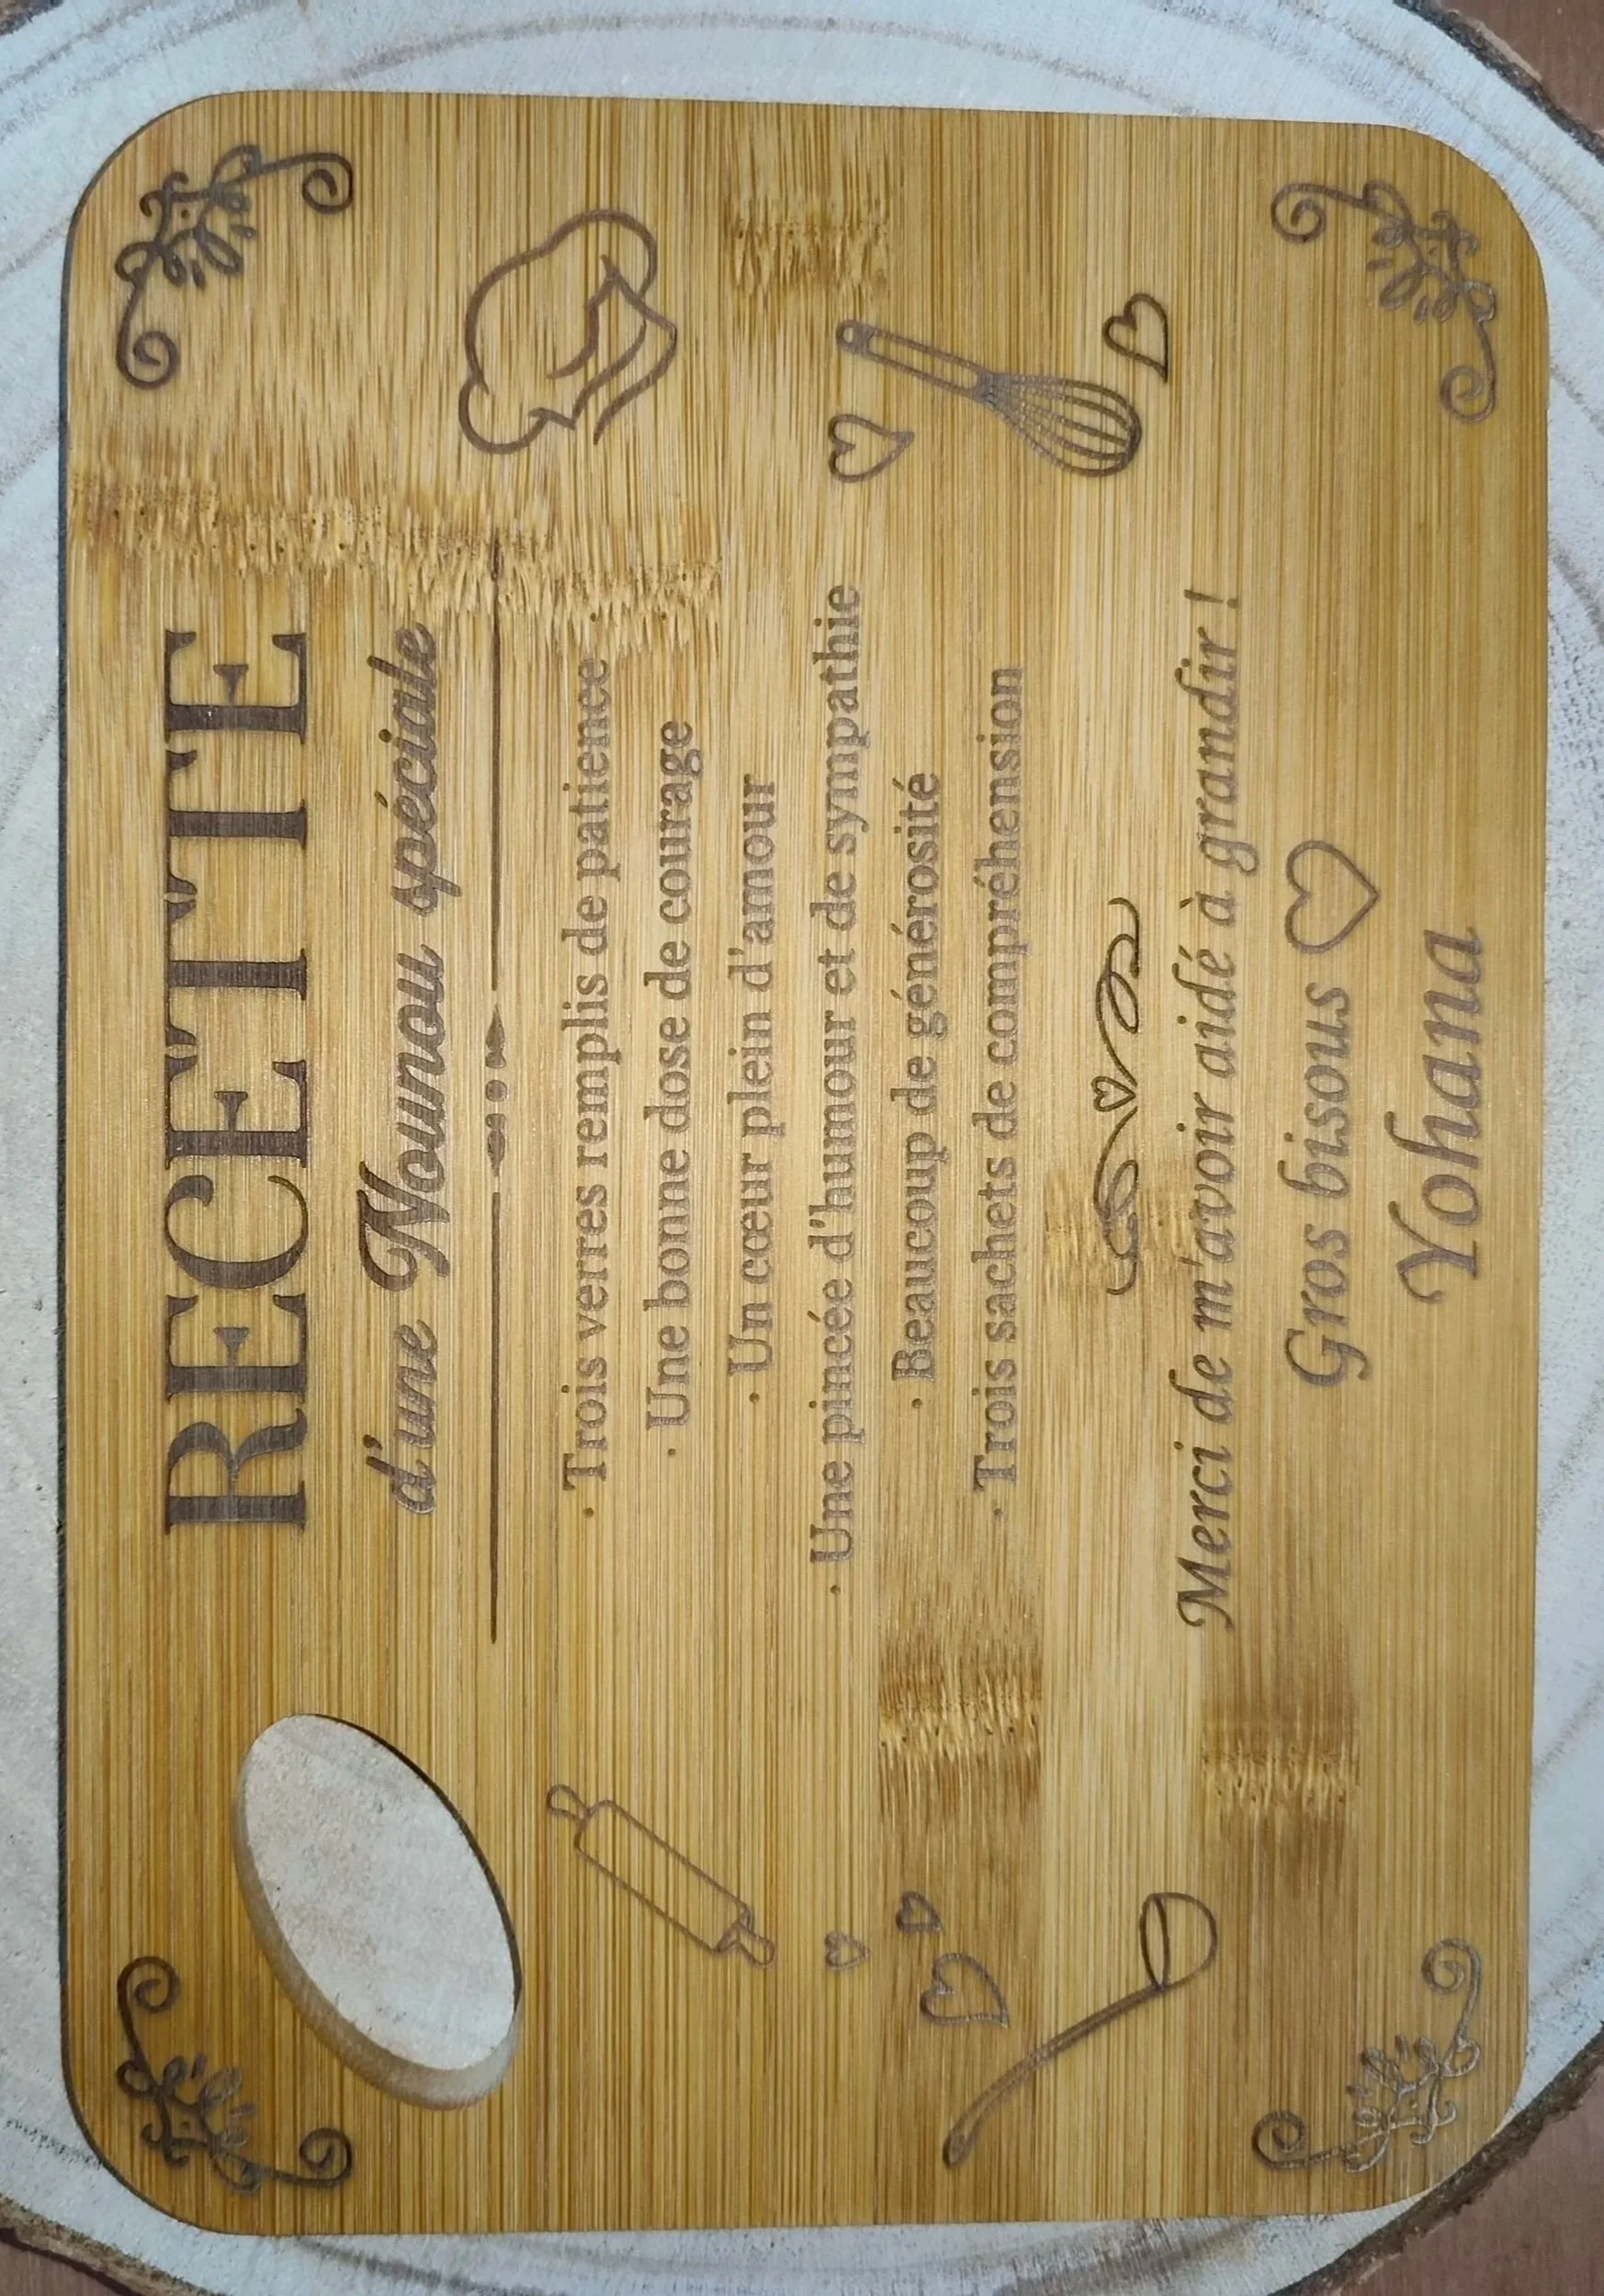 RECETTE
d'une Nounou spéciale
· Trois verres remplis de patience
· Une bonne dose de courage
· Un cœur plein d'amour
· Une pincée d'humour et de sympathie
· Beaucoup de générosité
· Trois sachets de compréhension
Merci de m'avoir aidé à grandir !
Gros bisous ♡
Yohana